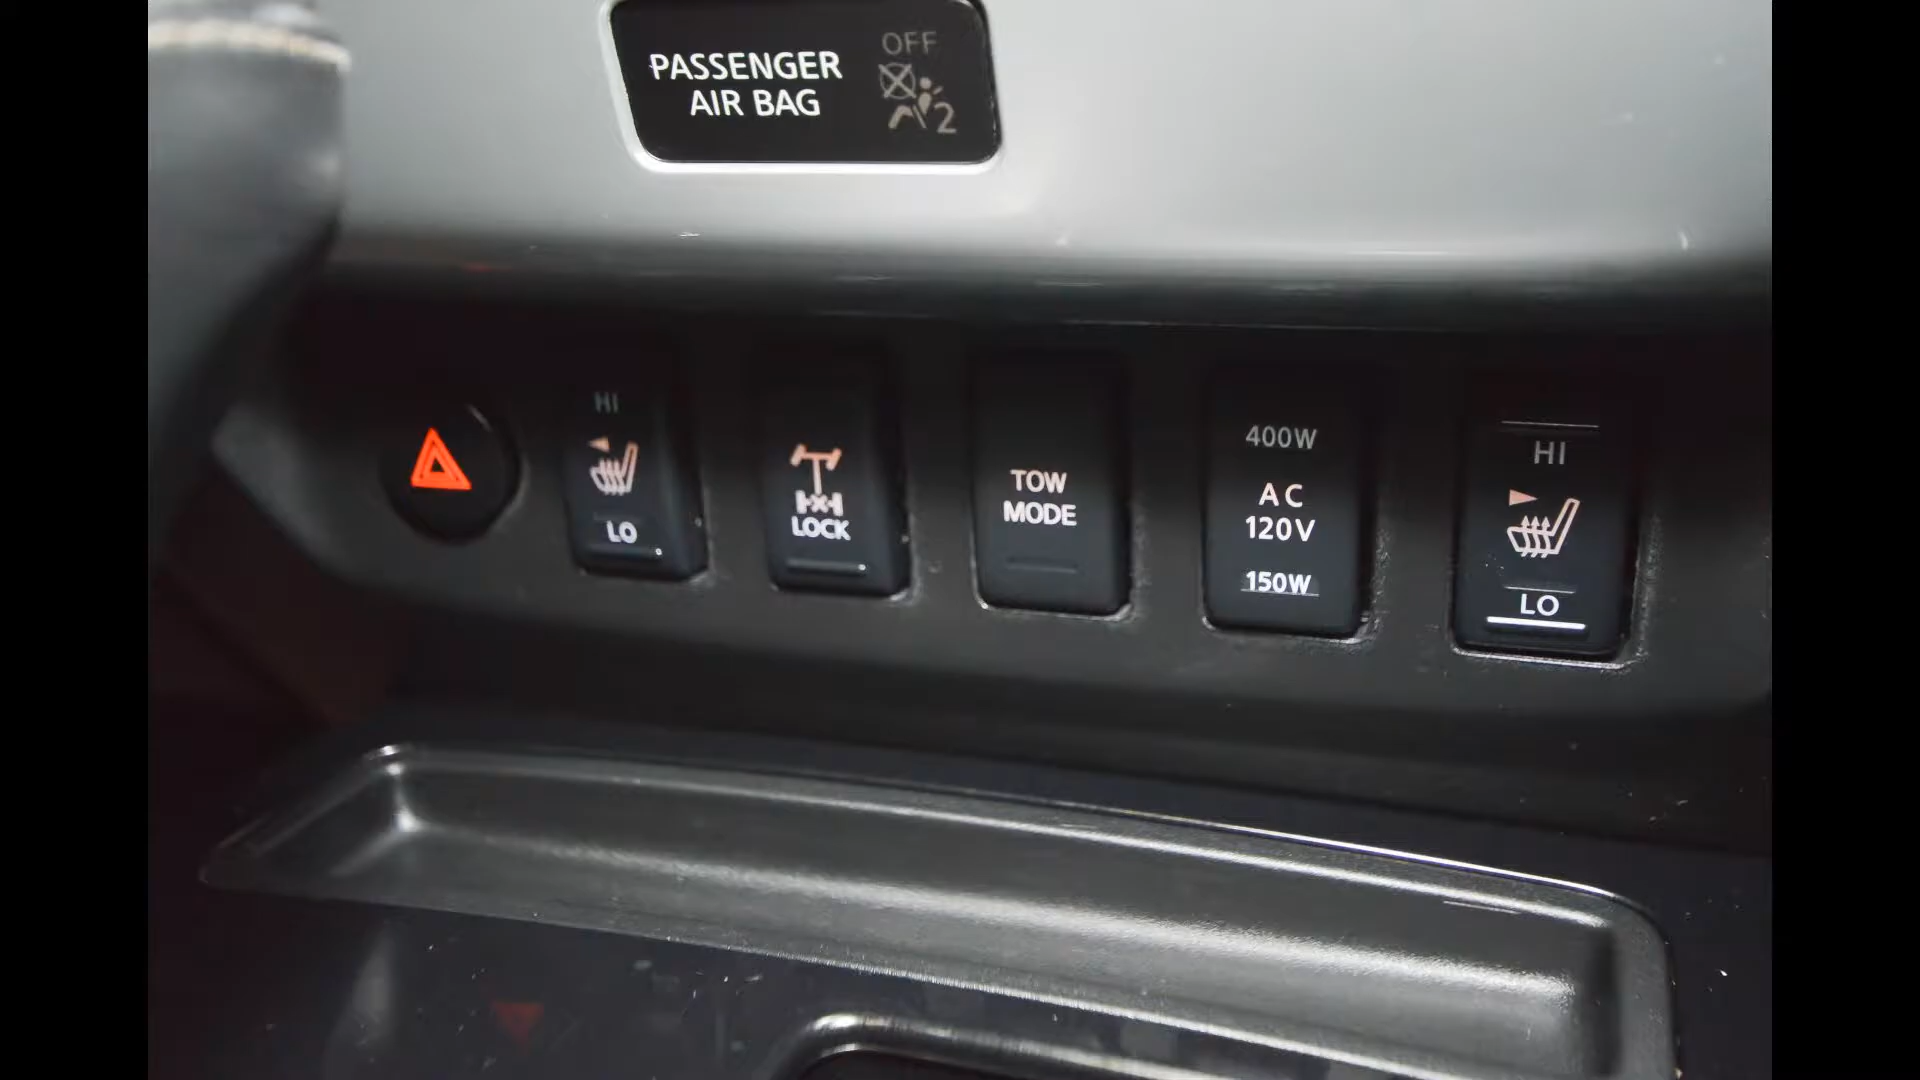 PASSENGER
AIR BAG
OFF
2
HI
LO
LOCK
TOW
MODE
400W
AC
120V
150W
HI
LO